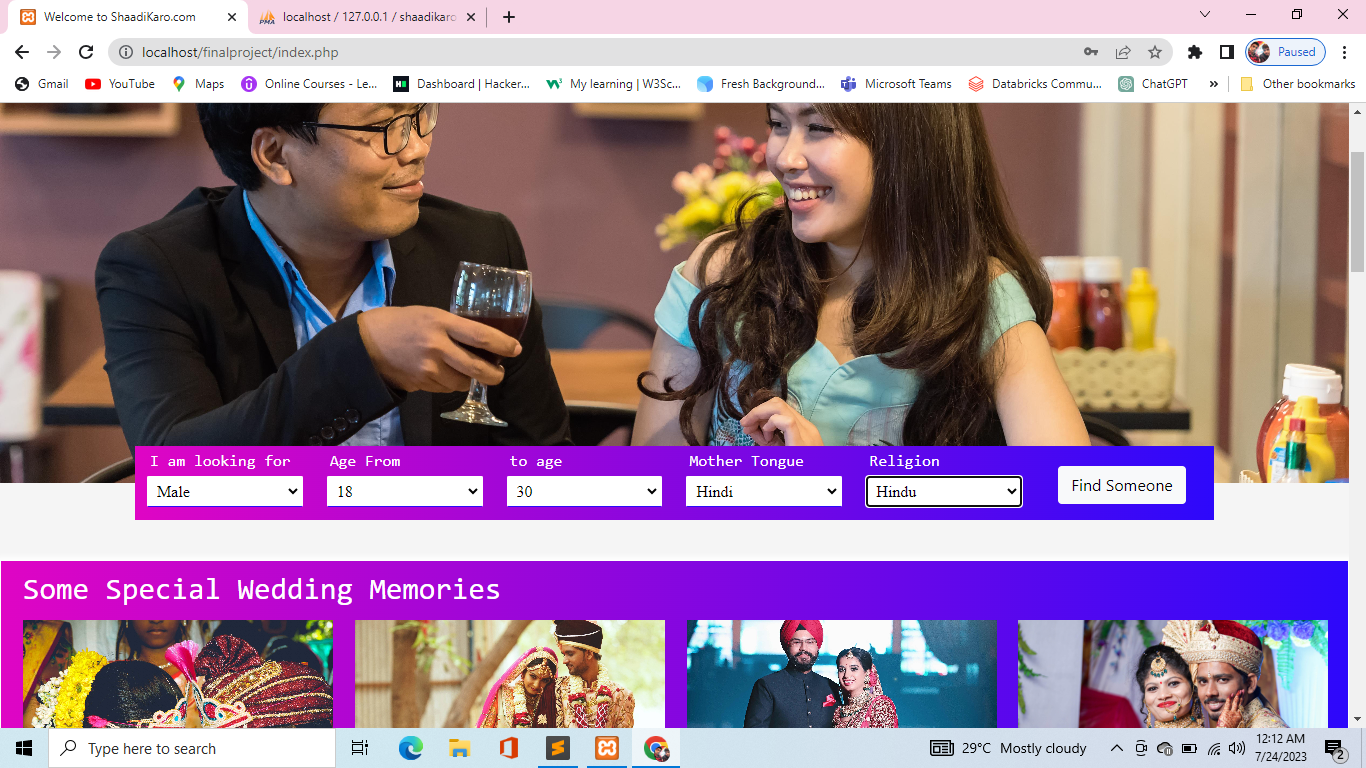 Welcome to ShaadiKaro.com
localhost / 127.0.0.1 / shaadikaro
localhost/finalproject/index.php
Paused
Gmail
YouTube
Maps
Online Courses - Le...
Dashboard | Hacker...
My learning | W3Sc...
Fresh Background...
Microsoft Teams
Databricks Commu...
ChatGPT
»
Other bookmarks
I am looking for
Age From
to age
Mother Tongue
Religion
Male
18
30
Hindi
Hindu
Find Someone
Some Special Wedding Memories
Type here to search
29°C Mostly cloudy
12:12 AM
7/24/2023
2